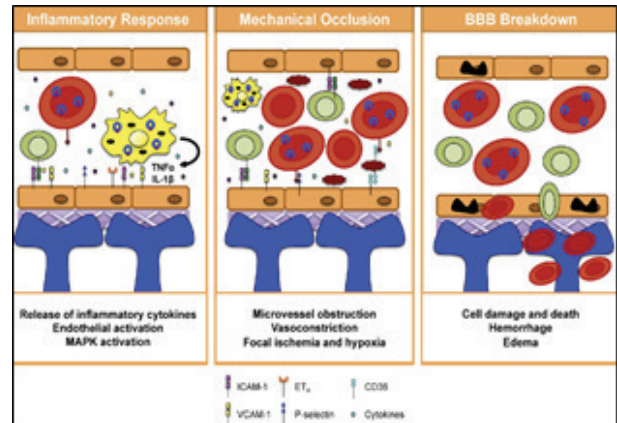 Inflammatory Response
Mechanical Occlusion
BBB Breakdown
TNFα
IL-1β
Release of inflammatory cytokines
Endothelial activation
MAPK activation
Microvessel obstruction
Vasoconstriction
Focal ischemia and hypoxia
Cell damage and death
Hemorrhage
Edema
ICAM-1
ETA
CD36
VCAM-1
P-selectin
Cytokines